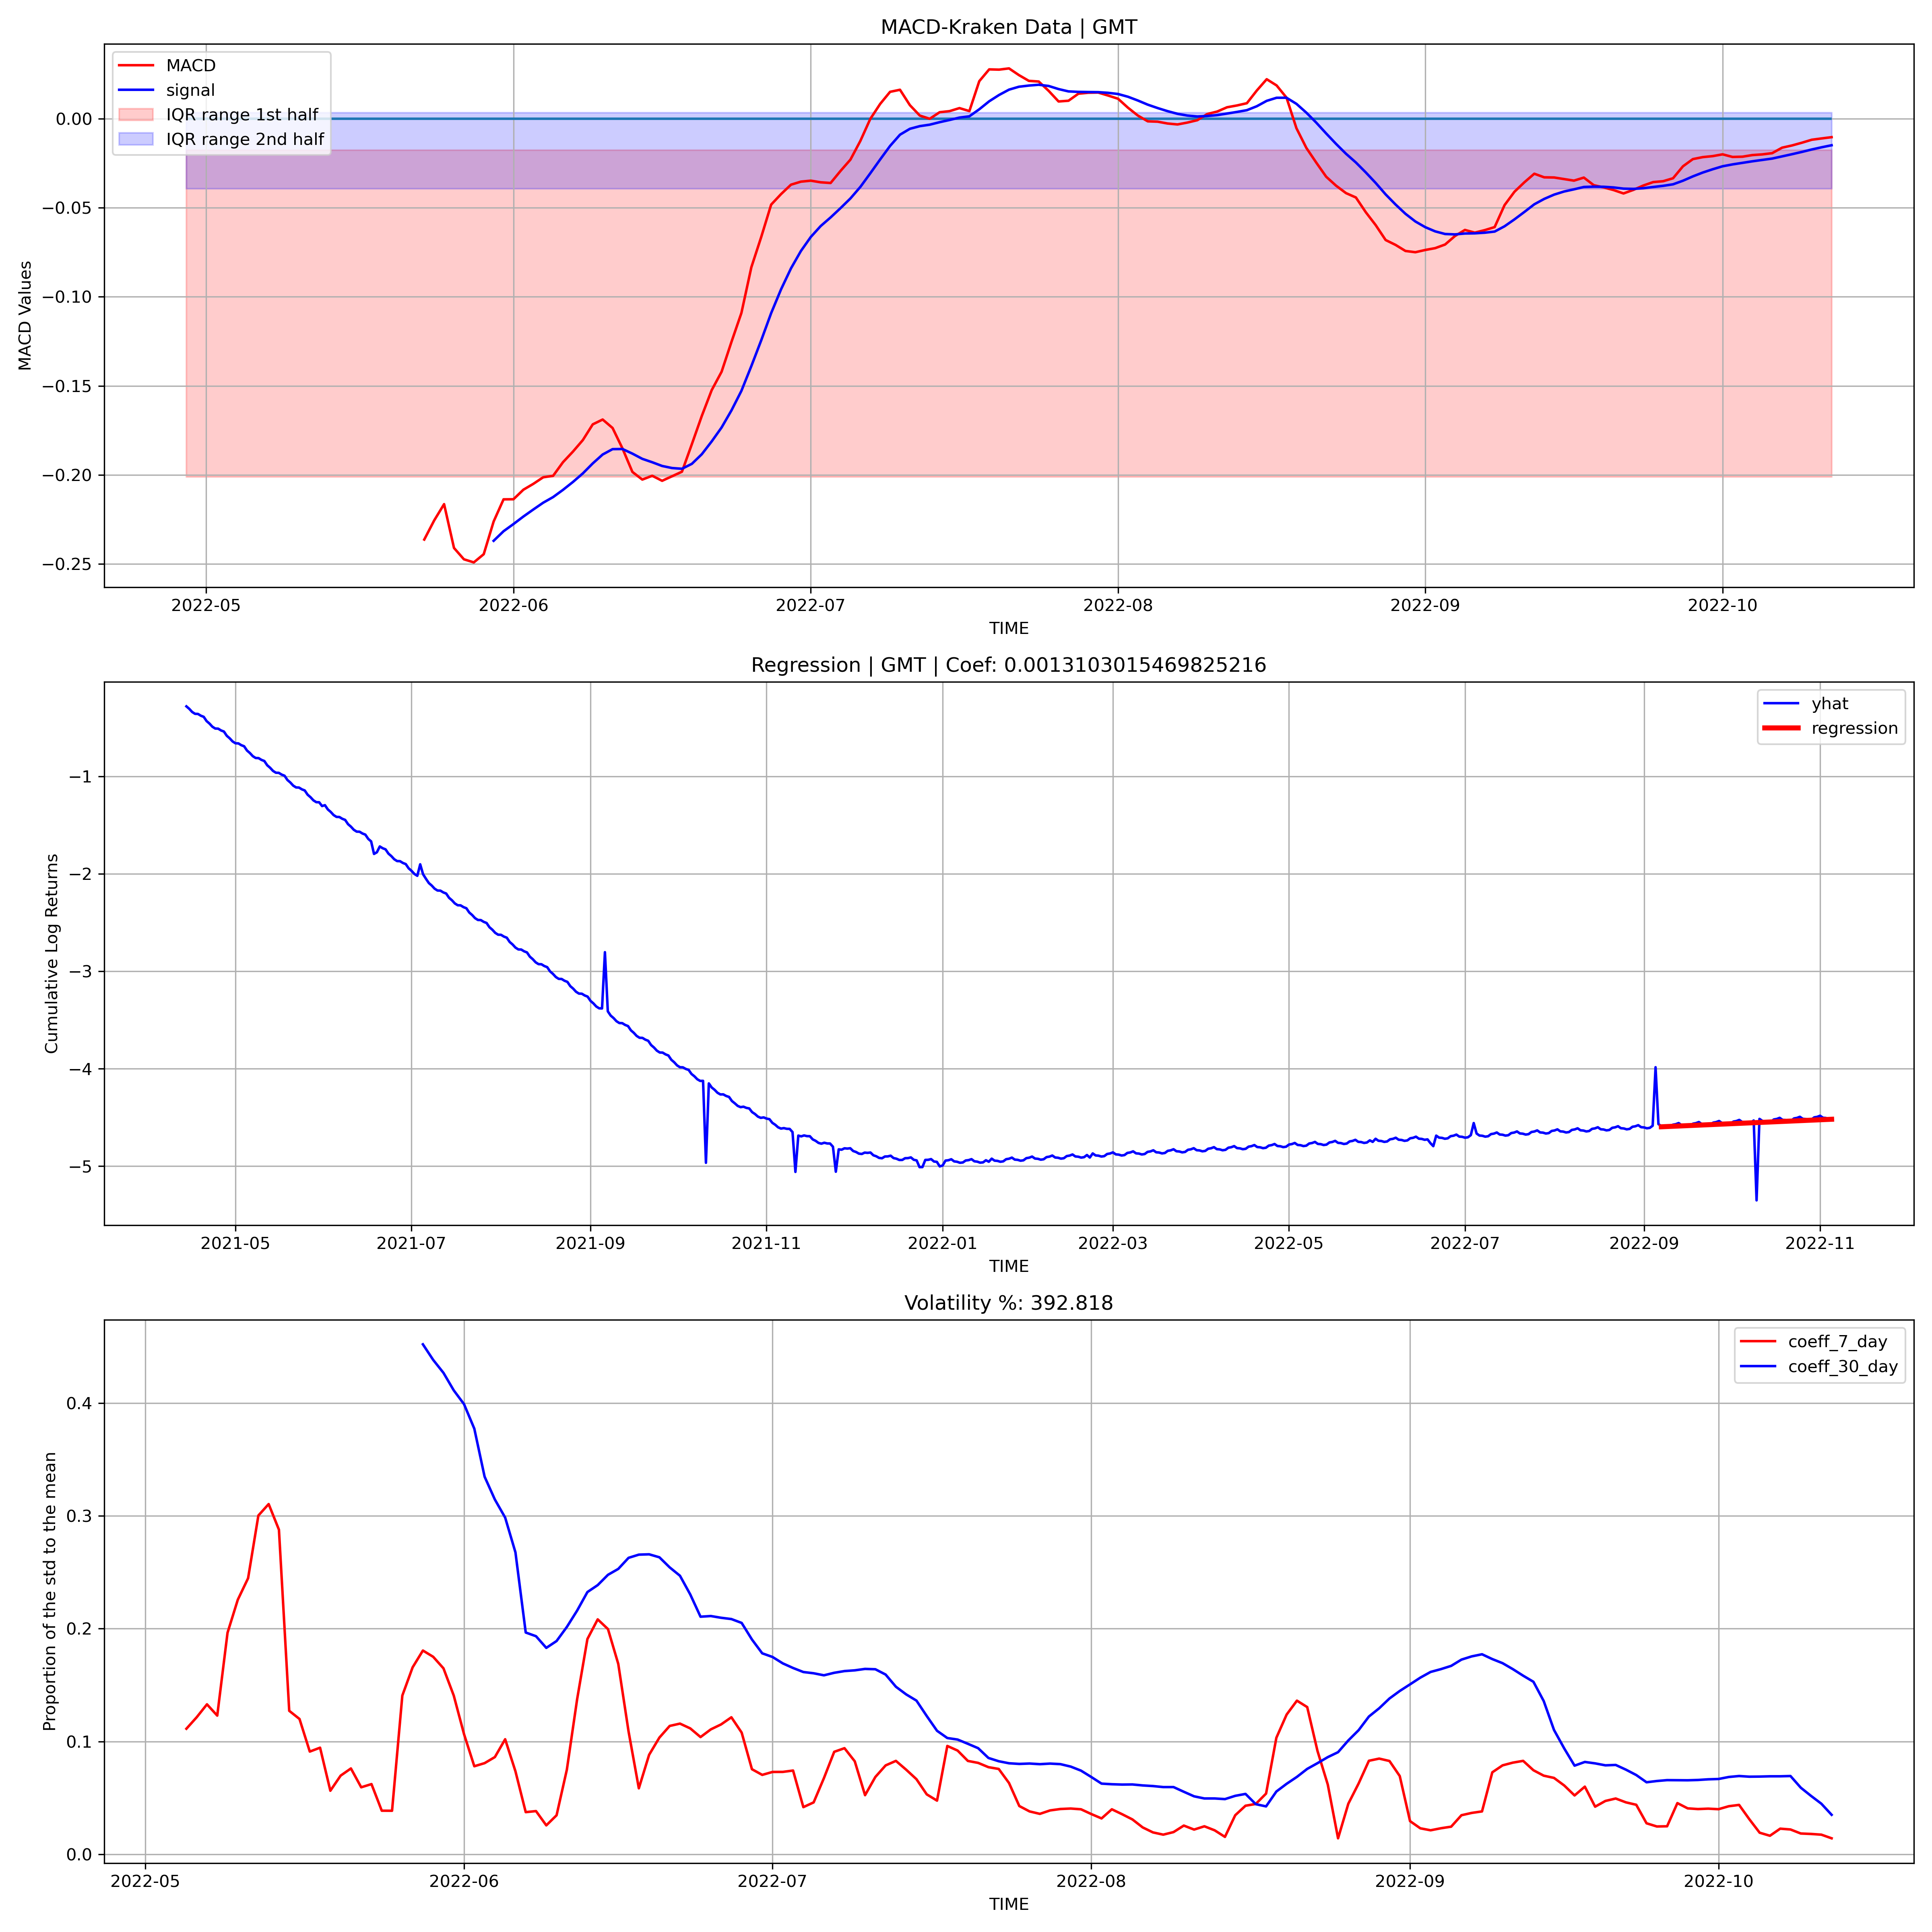 MACD-Kraken Data | GMT
MACD
signal
IQR range 1st half
IQR range 2nd half
0.00
−0.05
−0.10
−0.15
−0.20
−0.25
MACD Values
2022-05 2022-06 2022-07 2022-08 2022-09 2022-10
TIME
Regression | GMT | Coef: 0.0013103015469825216
yhat
regression
−1
−2
−3
−4
−5
Cumulative Log Returns
2021-05 2021-07 2021-09 2021-11 2022-01 2022-03 2022-05 2022-07 2022-09 2022-11
TIME
Volatility %: 392.818
coeff_7_day
coeff_30_day
0.4
0.3
0.2
0.1
0.0
Proportion of the std to the mean
2022-05 2022-06 2022-07 2022-08 2022-09 2022-10
TIME